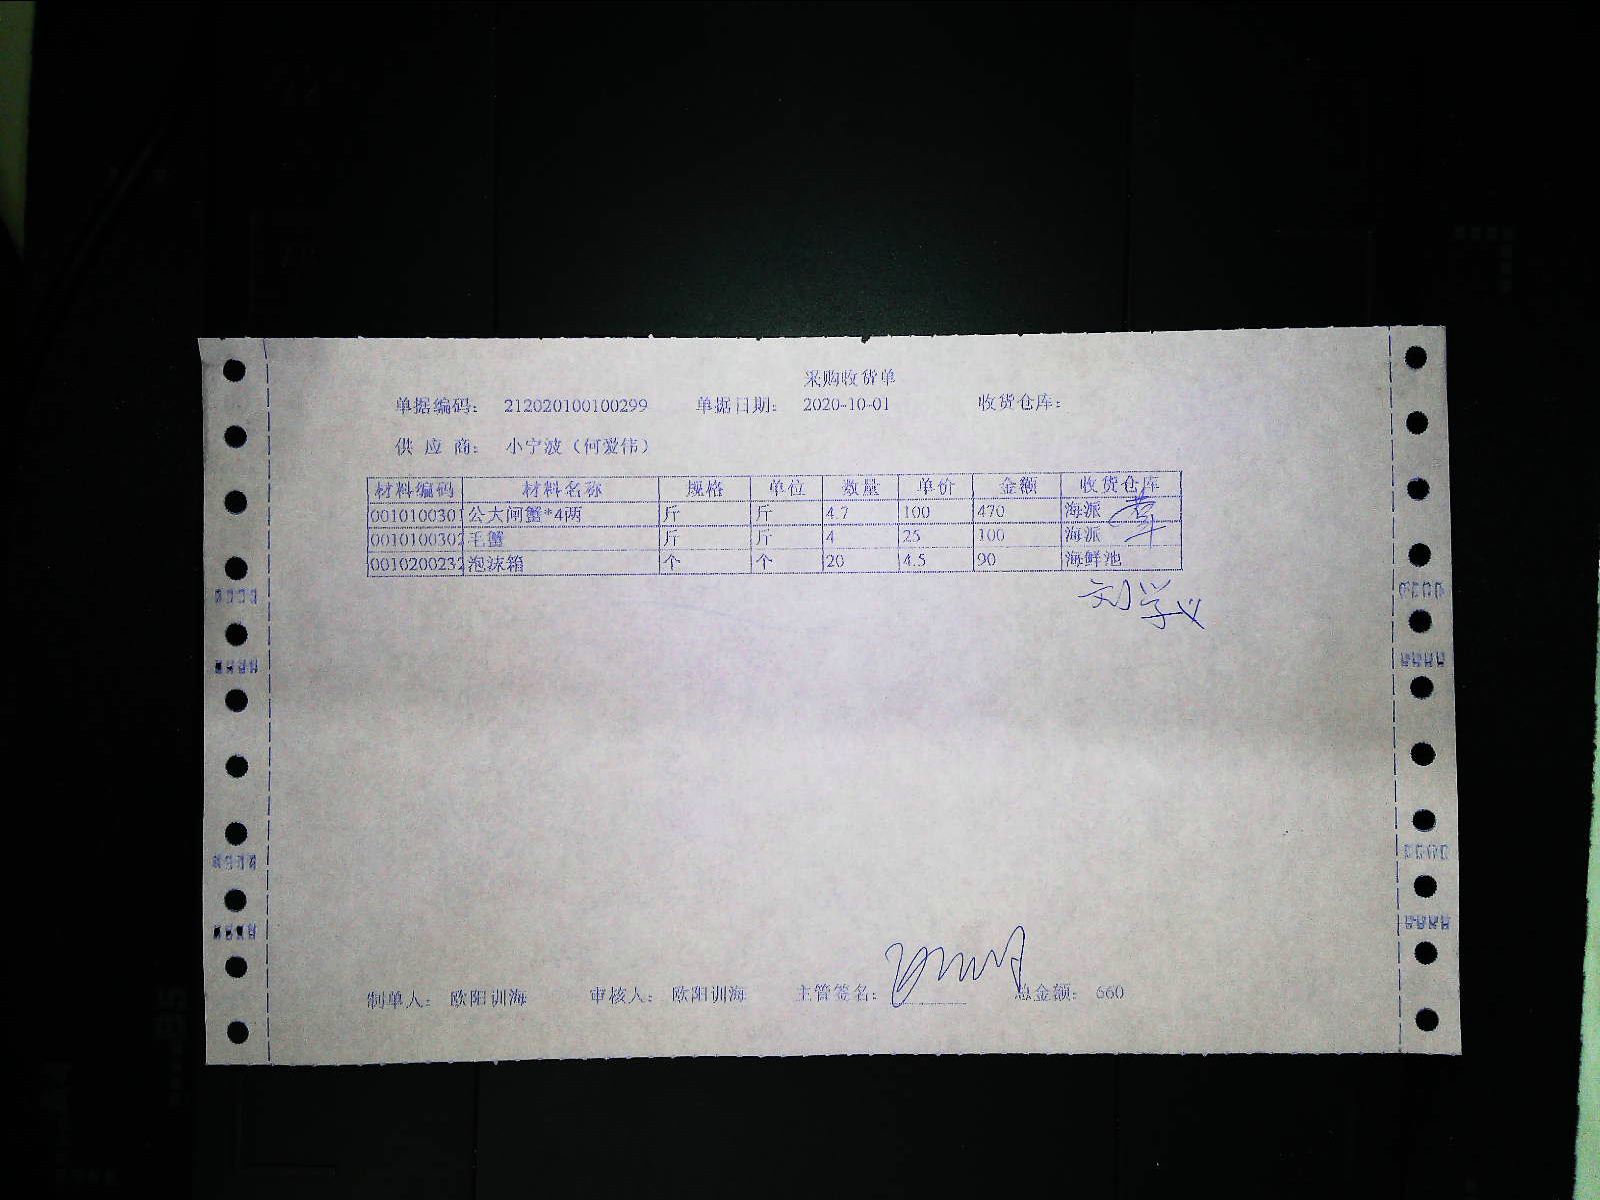 采购收货单
单据编码： 212020100100299 单据日期： 2020-10-01 收货仓库：
供 应 商： 小宁波（何爱伟）
材料编码 材料名称 规格 单位 数量 单价 金额 收货仓库
0010100301 公大闸蟹*4两 斤 斤 4.7 100 470 海派
0010100302 毛蟹 斤 斤 4 25 100 海派
0010200232 泡沫箱 个 个 20 4.5 90 海鲜池
刘学义
制单人： 欧阳训海 审核人： 欧阳训海 主管签名： 总金额： 660